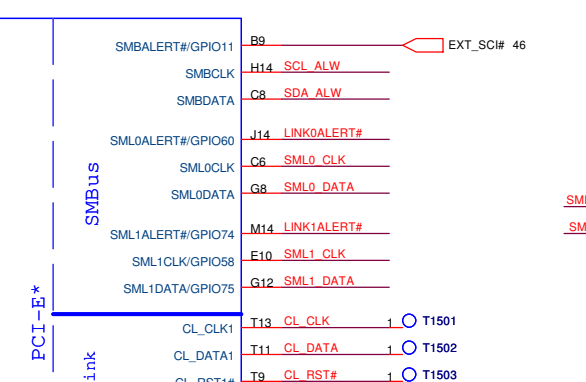 SMBALERT#/GPIO11 B9 EXT_SCI# 46
SMBCLK H14 SCL_ALW
SMBDATA C8 SDA_ALW
SML0ALERT#/GPIO60 J14 LINK0ALERT#
SML0CLK C6 SML0_CLK
SML0DATA G8 SML0_DATA
SML1ALERT#/GPIO74 M14 LINK1ALERT#
SML1CLK/GPIO58 E10 SML1_CLK
SML1DATA/GPIO75 G12 SML1_DATA
SMBus
PCI-E*
CL_CLK1 T13 CL_CLK 1 T1501
CL_DATA1 T11 CL_DATA 1 T1502
CL_RST1# T9 CL_RST# 1 T1503